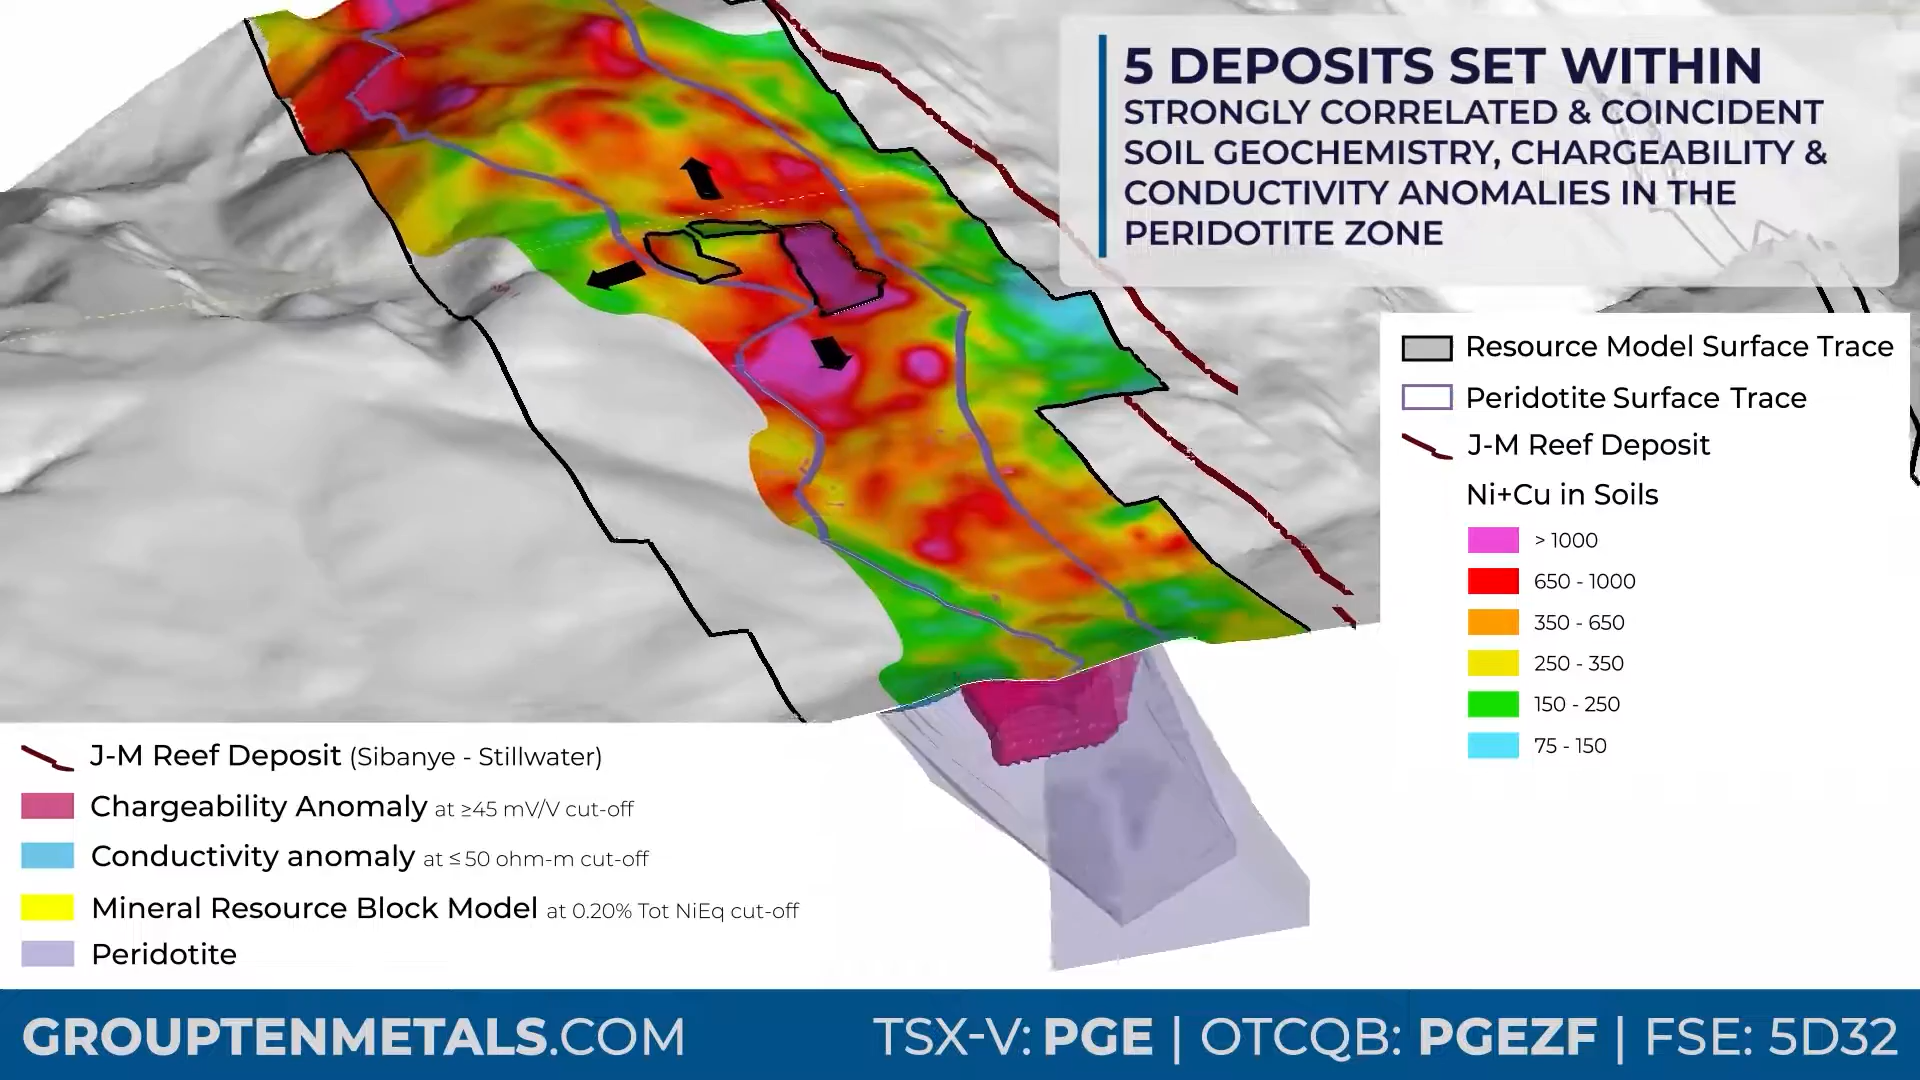 5 DEPOSITS SET WITHIN
STRONGLY CORRELATED & COINCIDENT
SOIL GEOCHEMISTRY, CHARGEABILITY &
CONDUCTIVITY ANOMALIES IN THE
PERIDOTITE ZONE
Resource Model Surface Trace
Peridotite Surface Trace
J-M Reef Deposit
Ni+Cu in Soils
> 1000
650 - 1000
350 - 650
250 - 350
150 - 250
75 - 150
J-M Reef Deposit (Sibanye - Stillwater)
Chargeability Anomaly at ≥45 mV/V cut-off
Conductivity anomaly at ≤50 ohm-m cut-off
Mineral Resource Block Model at 0.20% Tot NiEq cut-off
Peridotite
GROUPTENMETALS.COM
TSX-V: PGE | OTCQB: PGEZF | FSE: 5D32